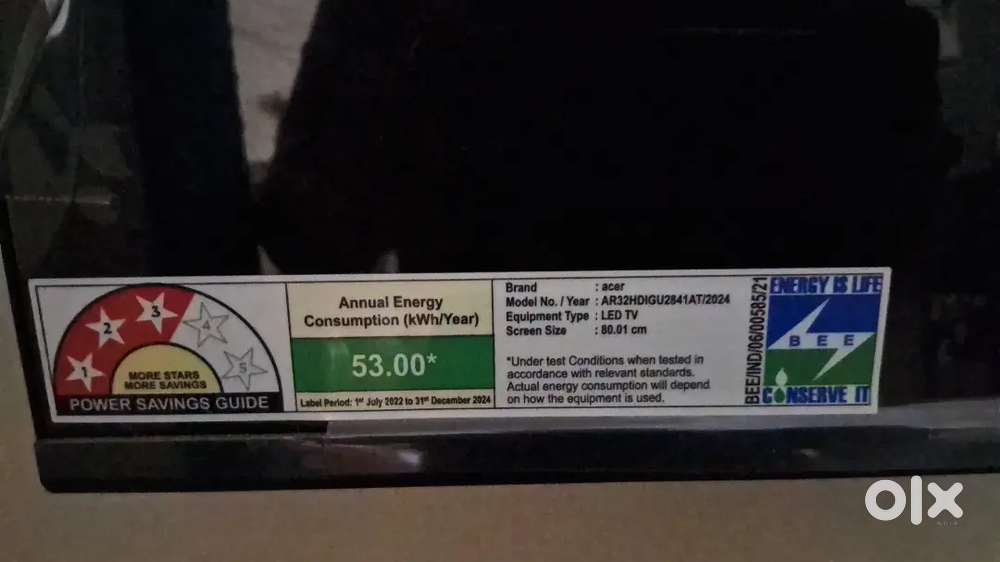 1
2
3
4
5
MORE STARS
MORE SAVINGS
POWER SAVINGS GUIDE
Annual Energy
Consumption (kWh/Year)
53.00*
Label Period: 1st July 2022 to 31st December 2024
Brand : acer
Model No. / Year : AR32HDIGU2841AT/2024
Equipment Type : LED TV
Screen Size : 80.01 cm
*Under test Conditions when tested in
accordance with relevant standards.
Actual energy consumption will depend
on how the equipment is used.
BEE/IND/06/00585/21
ENERGY IS LIFE
BEE
CONSERVE IT
olx